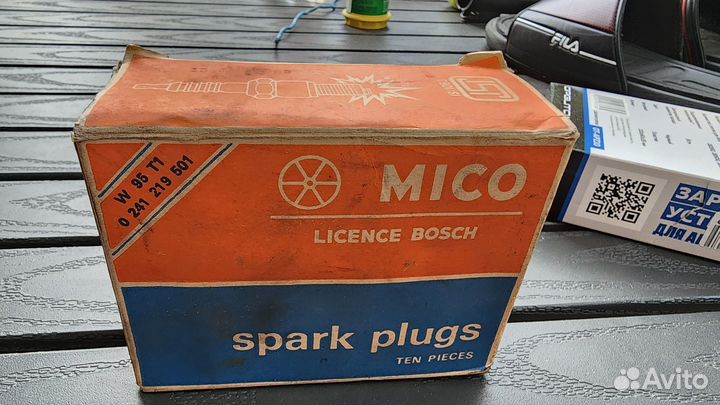 W 95 T1
0 241 219 501
MICO
LICENCE BOSCH
spark plugs
TEN PIECES
FILA
ЗАР
УСТ
ДЛЯ А
Avito